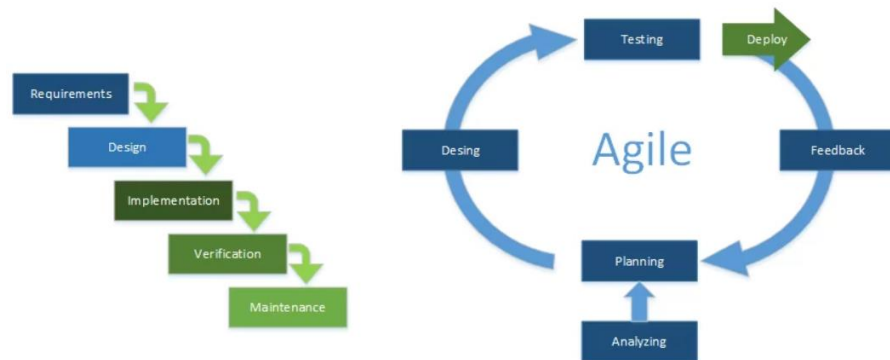 Requirements
Design
Implementation
Verification
Maintenance
Testing
Deploy
Desing
Agile
Feedback
Planning
Analyzing